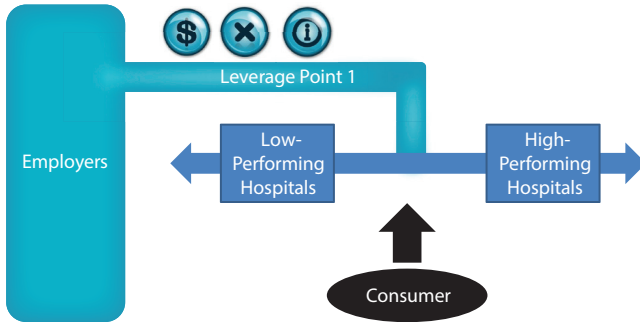 $ × i
Leverage Point 1
Employers
Low-
Performing
Hospitals
High-
Performing
Hospitals
Consumer